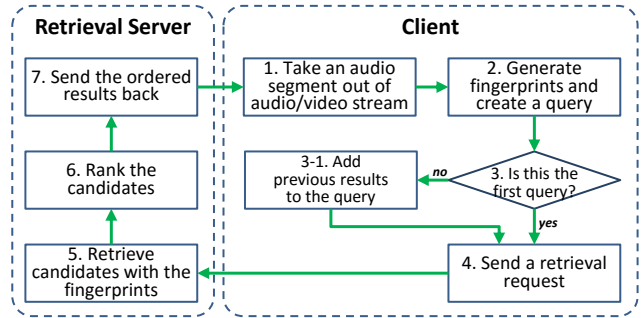 Retrieval Server
7. Send the ordered
results back
6. Rank the
candidates
5. Retrieve
candidates with the
fingerprints
Client
1. Take an audio
segment out of
audio/video stream
2. Generate
fingerprints and
create a query
3. Is this the
first query?
no
yes
3-1. Add
previous results
to the query
4. Send a retrieval
request